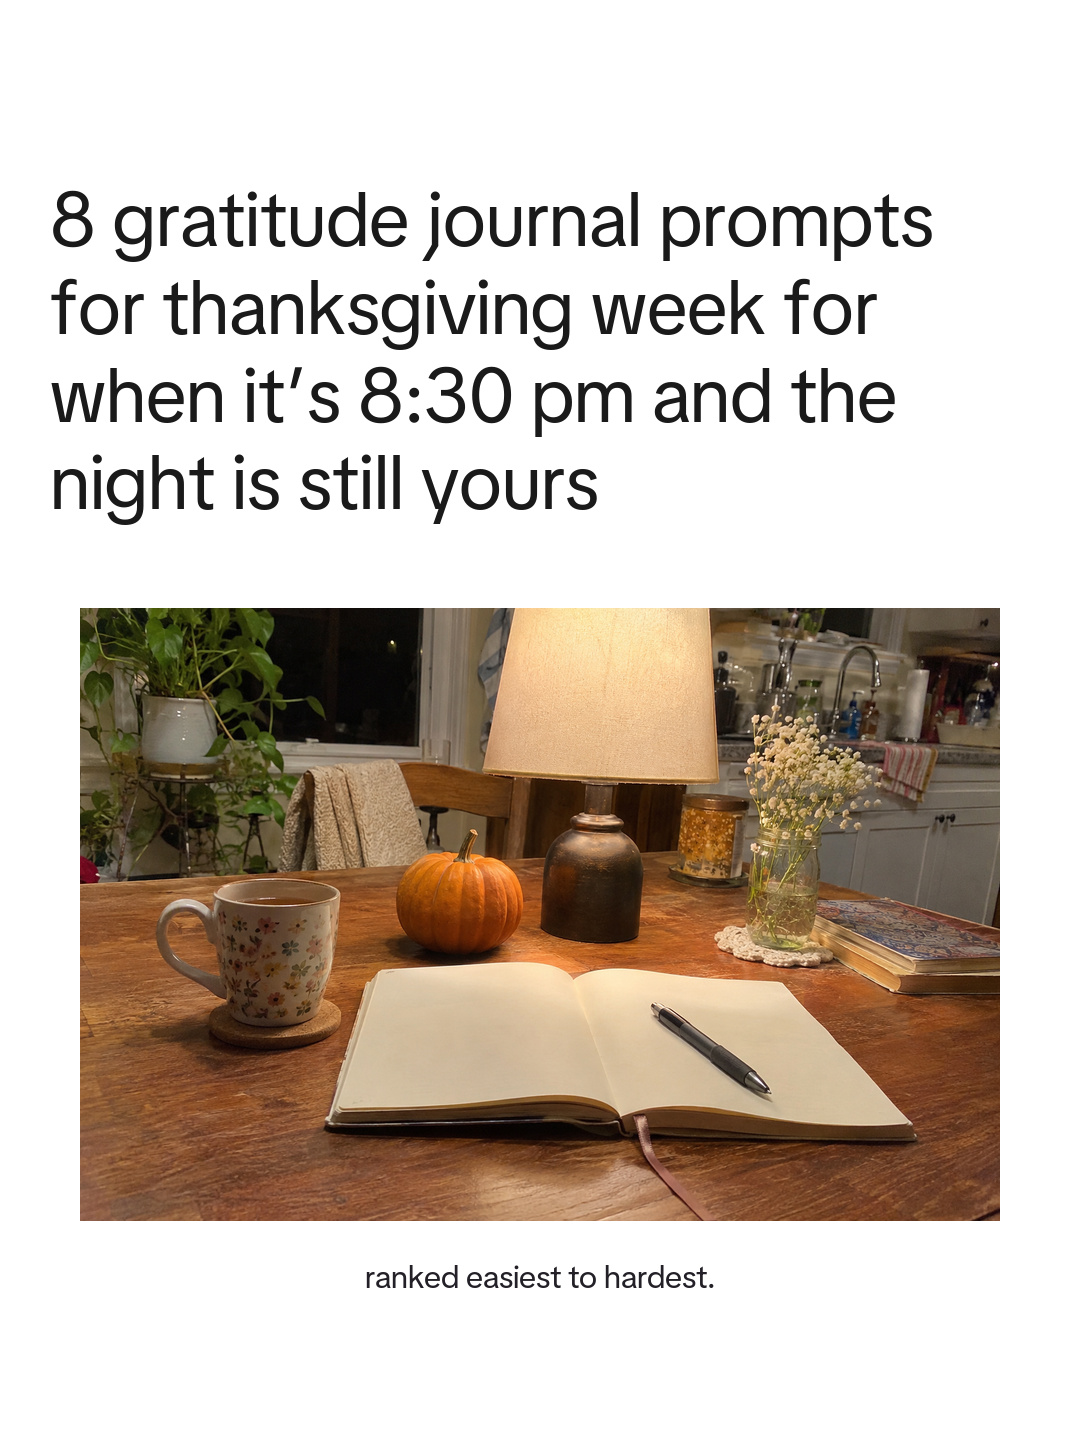 8 gratitude journal prompts
for thanksgiving week for
when it’s 8:30 pm and the
night is still yours
ranked easiest to hardest.